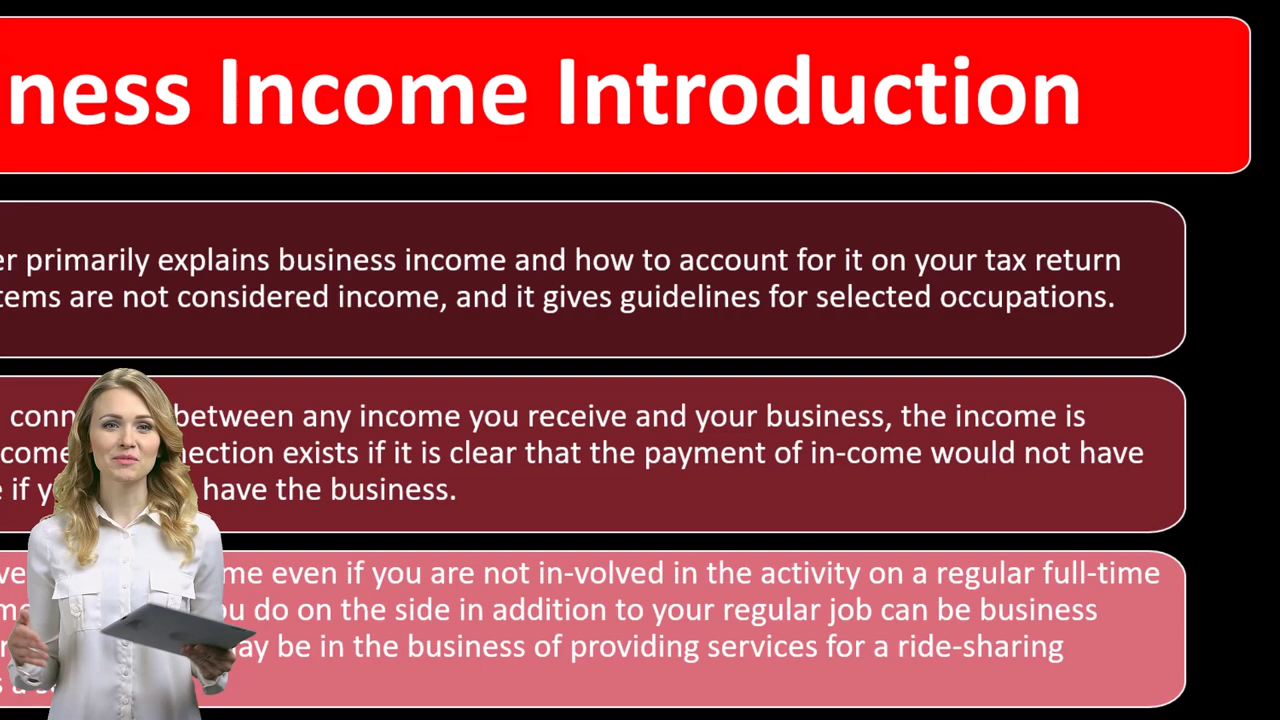 ness Income Introduction
er primarily explains business income and how to account for it on your tax return
tems are not considered income, and it gives guidelines for selected occupations.
conn between any income you receive and your business, the income is
come nection exists if it is clear that the payment of in-come would not have
e if y have the business.
ve me even if you are not in-volved in the activity on a regular full-time
me u do on the side in addition to your regular job can be business
ay be in the business of providing services for a ride-sharing
s a s